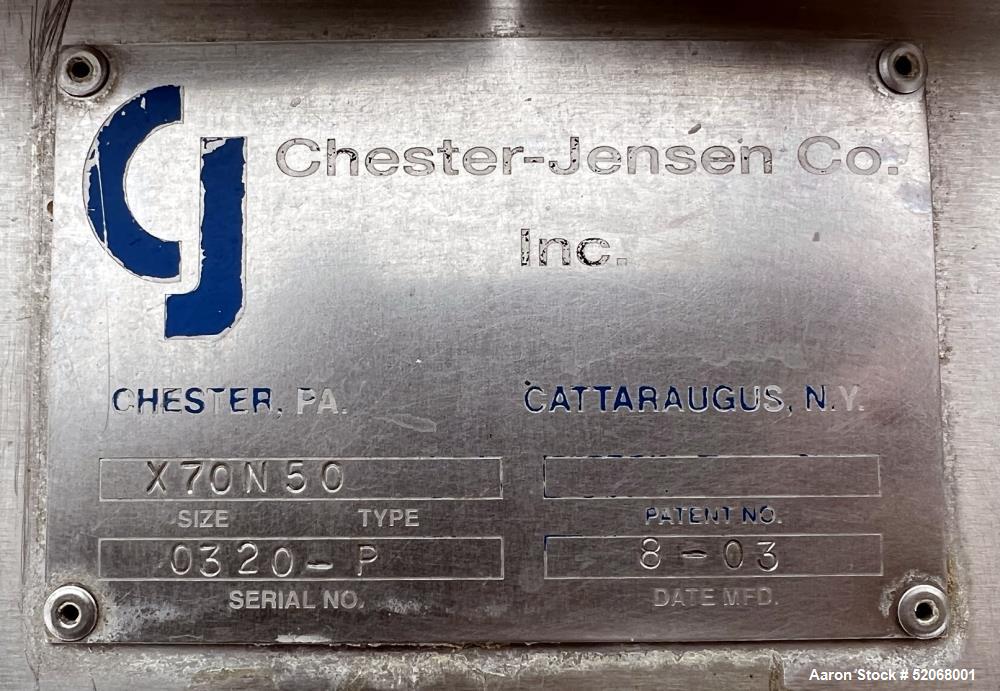 CJ
Chester-Jensen Co.
Inc.
CHESTER, PA. CATTARAUGUS, N.Y.
X70N50
SIZE TYPE PATENT NO.
0320-P 8-03
SERIAL NO. DATE MFD.
Aaron Stock # 52068001